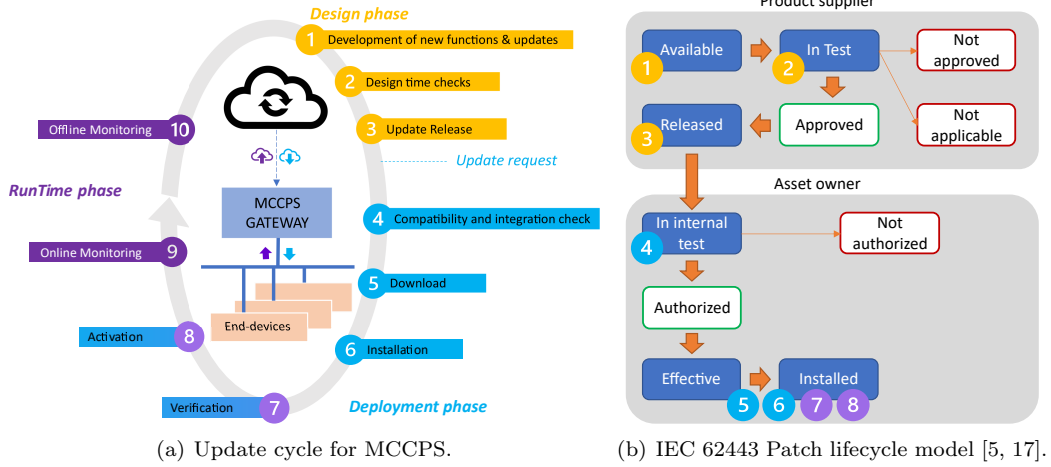 Design phase
1 Development of new functions & updates
2 Design time checks
3 Update Release
Update request
4 Compatibility and integration check
5 Download
6 Installation
Deployment phase
7
Verification
8
Activation
9
Online Monitoring
RunTime phase
10
Offline Monitoring
MCCPS
GATEWAY
End-devices
(a) Update cycle for MCCPS.
Product supplier
Available
1
In Test
2
Not
approved
Released
3
Approved
Not
applicable
Asset owner
In internal
test
4
Not
authorized
Authorized
Effective
Installed
5 6 7 8
(b) IEC 62443 Patch lifecycle model [5, 17].